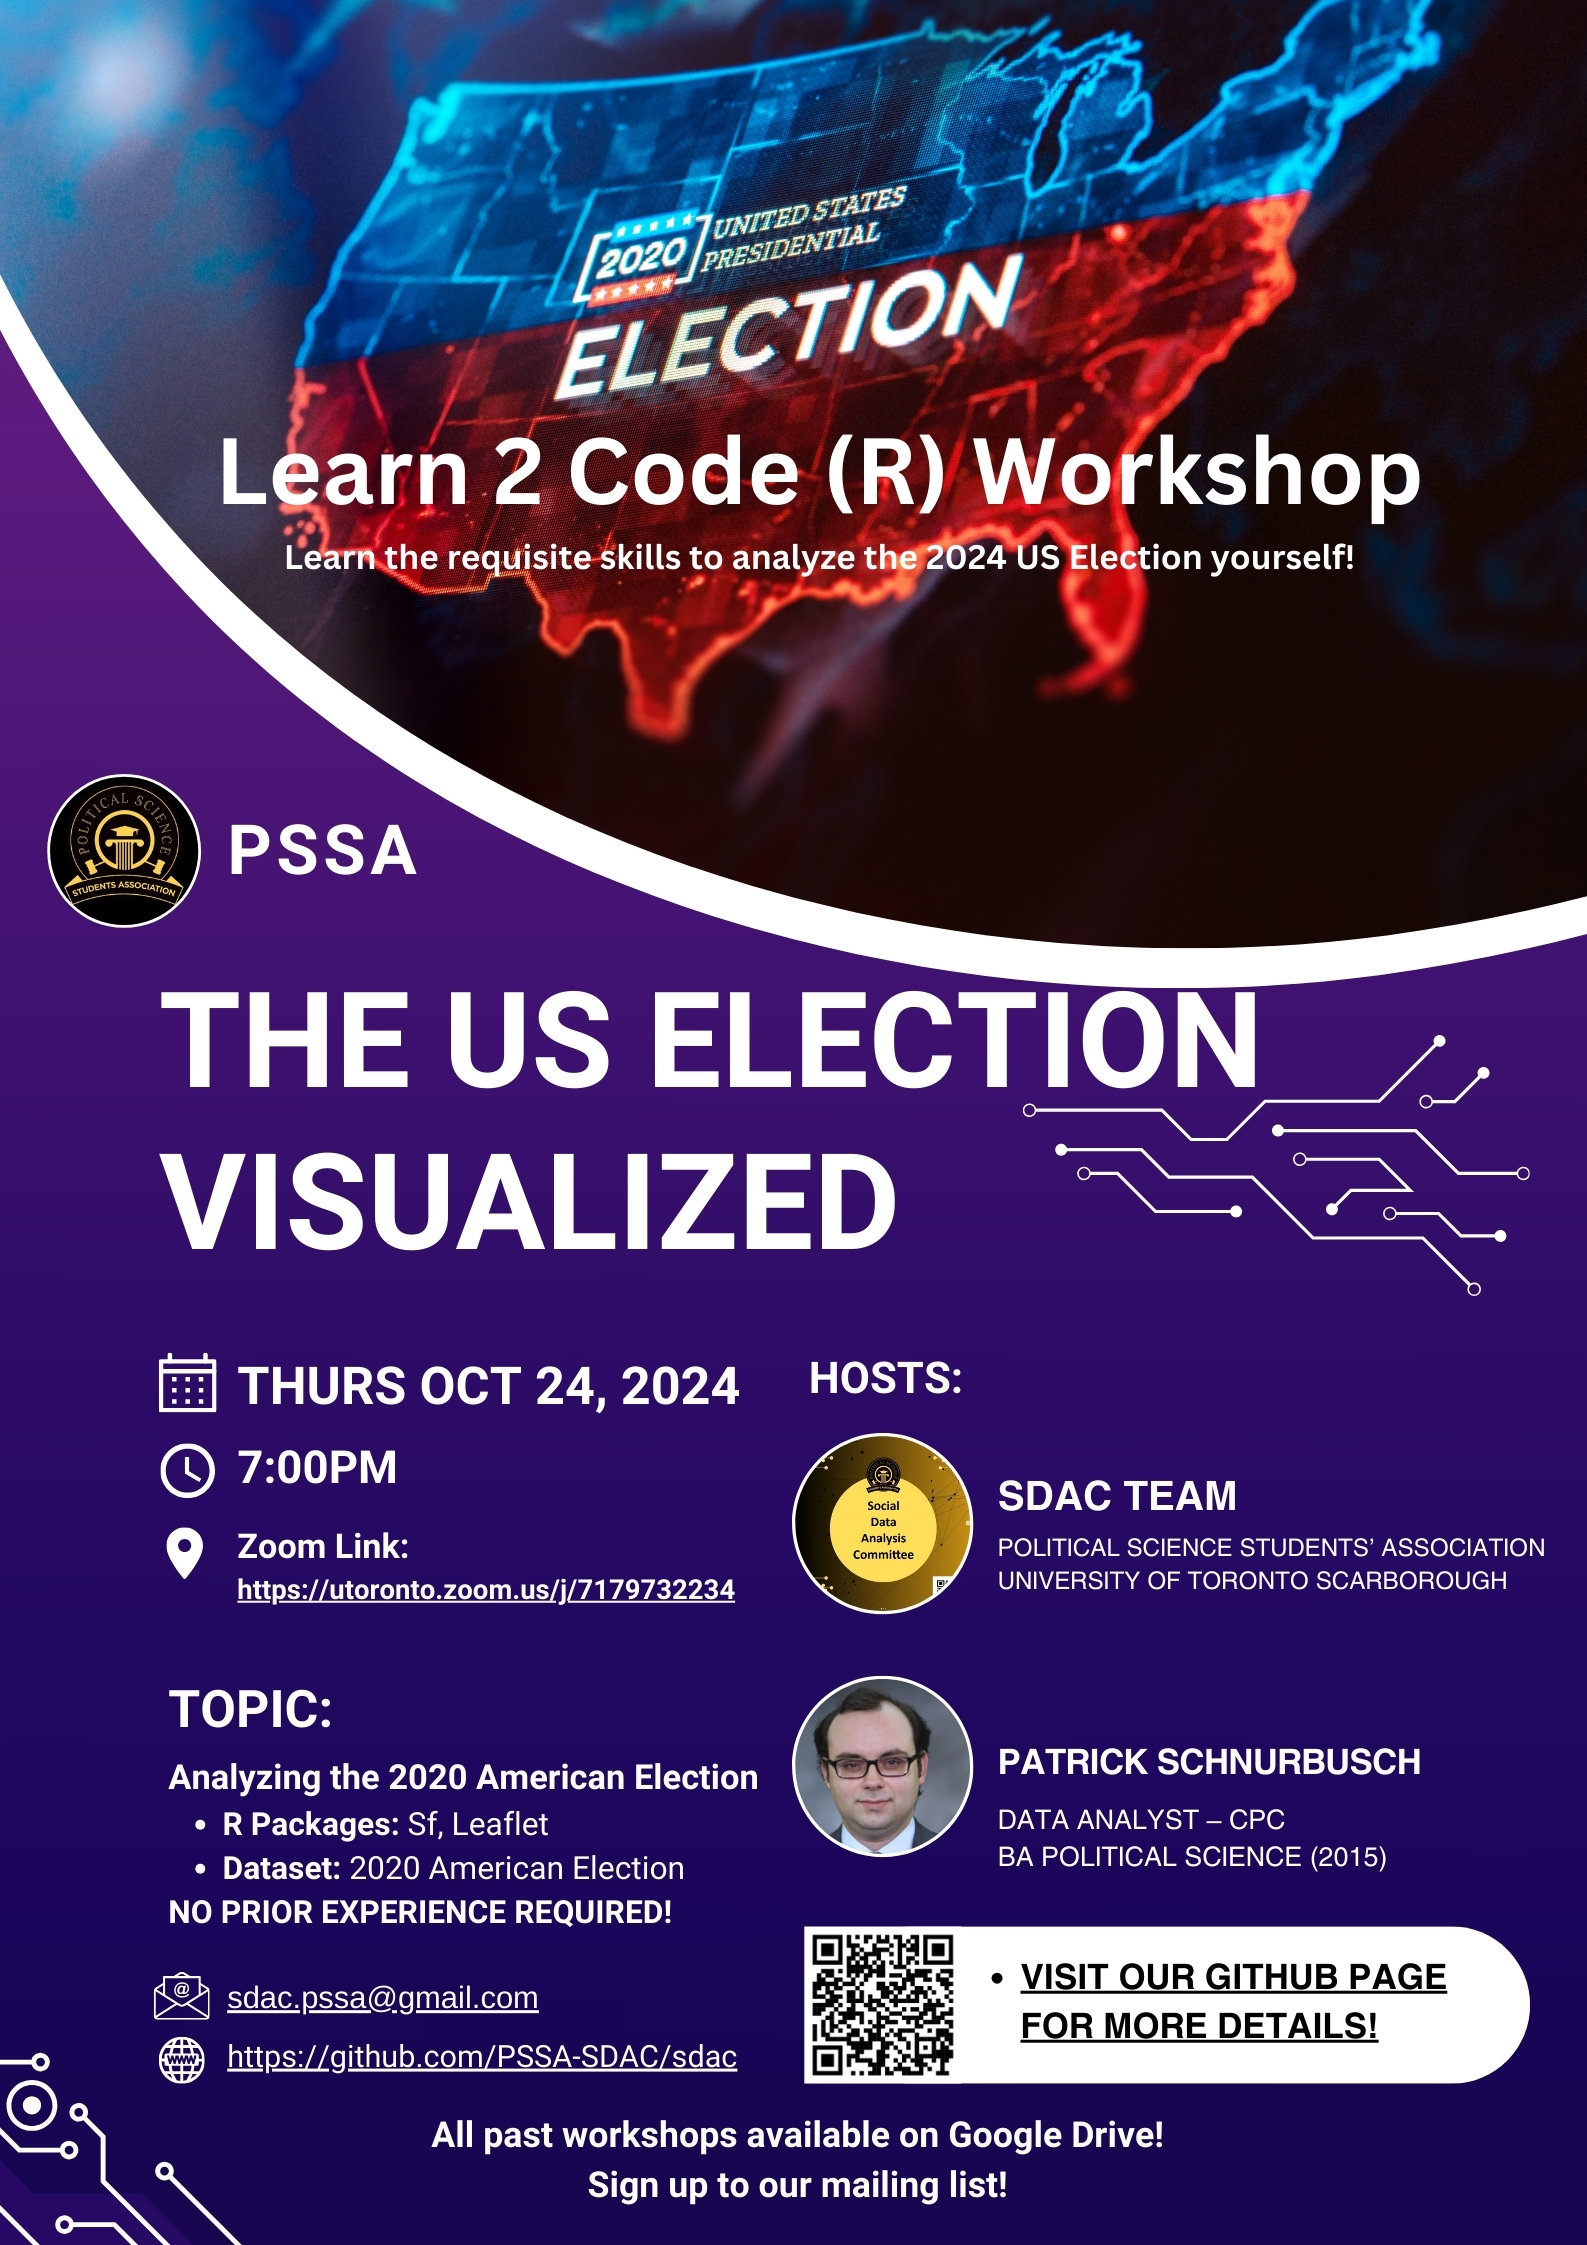 2020
UNITED STATES
PRESIDENTIAL
ELECTION
Learn 2 Code (R) Workshop
Learn the requisite skills to analyze the 2024 US Election yourself!
POLITICAL SCIENCE
STUDENTS ASSOCIATION
PSSA
THE US ELECTION
VISUALIZED
THURS OCT 24, 2024
7:00PM
Zoom Link:
https://utoronto.zoom.us/j/7179732234
HOSTS:
Social
Data
Analysis
Committee
SDAC TEAM
POLITICAL SCIENCE STUDENTS’ ASSOCIATION
UNIVERSITY OF TORONTO SCARBOROUGH
TOPIC:
Analyzing the 2020 American Election
• R Packages: Sf, Leaflet
• Dataset: 2020 American Election
NO PRIOR EXPERIENCE REQUIRED!
PATRICK SCHNURBUSCH
DATA ANALYST – CPC
BA POLITICAL SCIENCE (2015)
sdac.pssa@gmail.com
https://github.com/PSSA-SDAC/sdac
• VISIT OUR GITHUB PAGE
FOR MORE DETAILS!
All past workshops available on Google Drive!
Sign up to our mailing list!